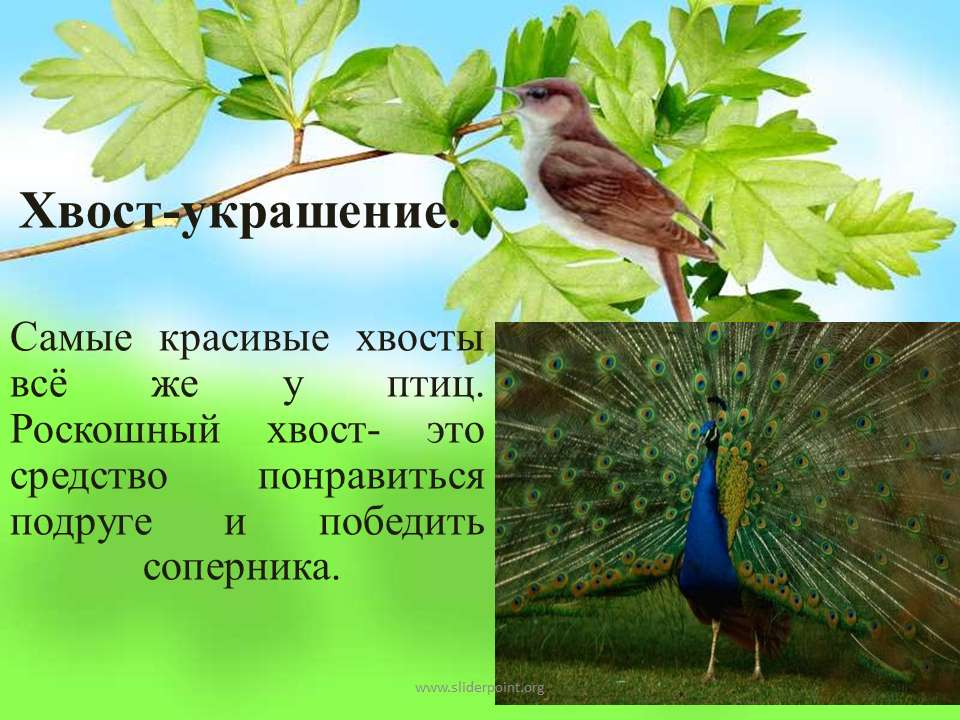 Хвост-украшение.
Самые красивые хвосты
всё же у птиц.
Роскошный хвост- это
средство понравиться
подруге и победить
соперника.
www.sliderpoint.org